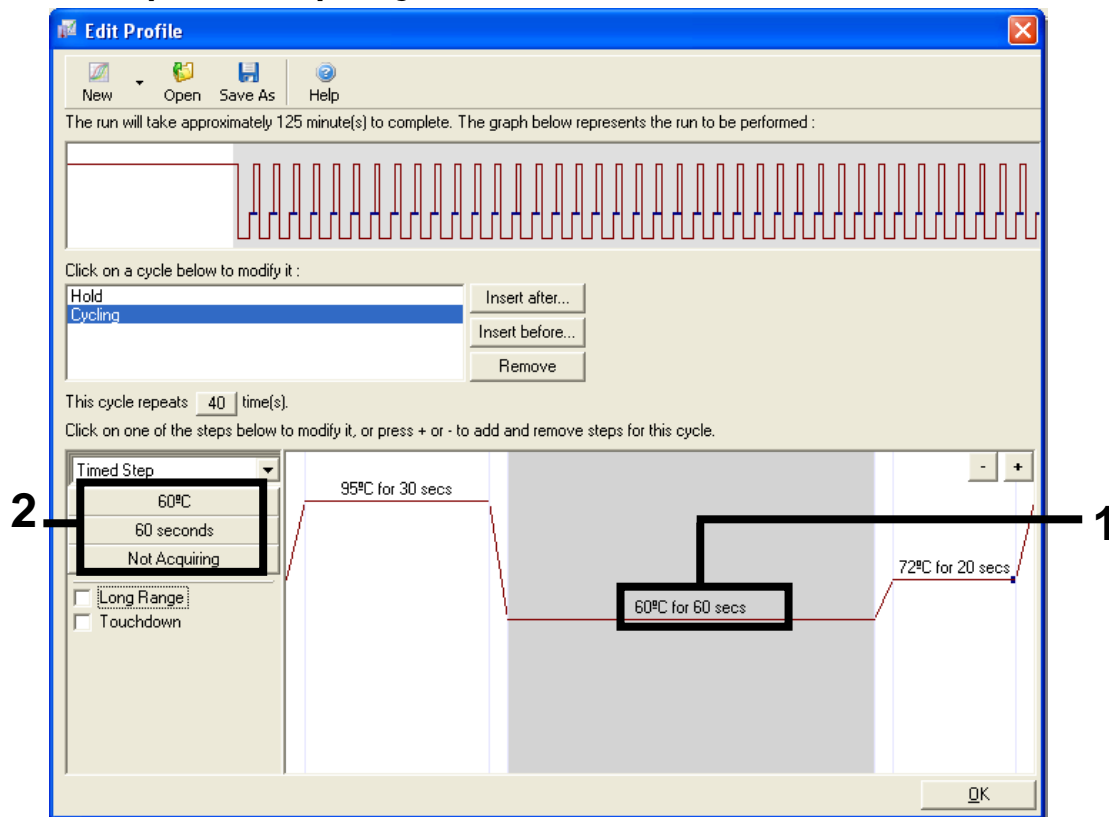 Edit Profile
New Open Save As Help
The run will take approximately 125 minute(s) to complete. The graph below represents the run to be performed :
Click on a cycle below to modify it :
Hold
Cycling
Insert after...
Insert before...
Remove
This cycle repeats 40 time(s).
Click on one of the steps below to modify it, or press + or - to add and remove steps for this cycle.
Timed Step
- +
60ºC
60 seconds
Not Acquiring
Long Range
Touchdown
95ºC for 30 secs
60ºC for 60 secs
72ºC for 20 secs
2
1
OK